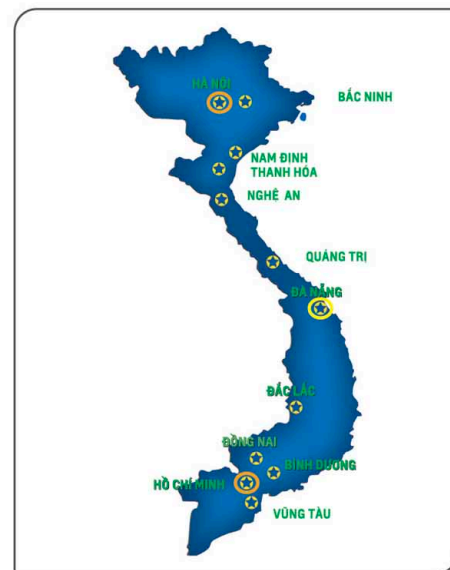 HÀ NỘI
BẮC NINH
NAM ĐỊNH
THANH HÓA
NGHỆ AN
QUẢNG TRỊ
ĐÀ NẴNG
ĐẮC LẮC
ĐỒNG NAI
BÌNH DƯƠNG
HỒ CHÍ MINH
VŨNG TÀU